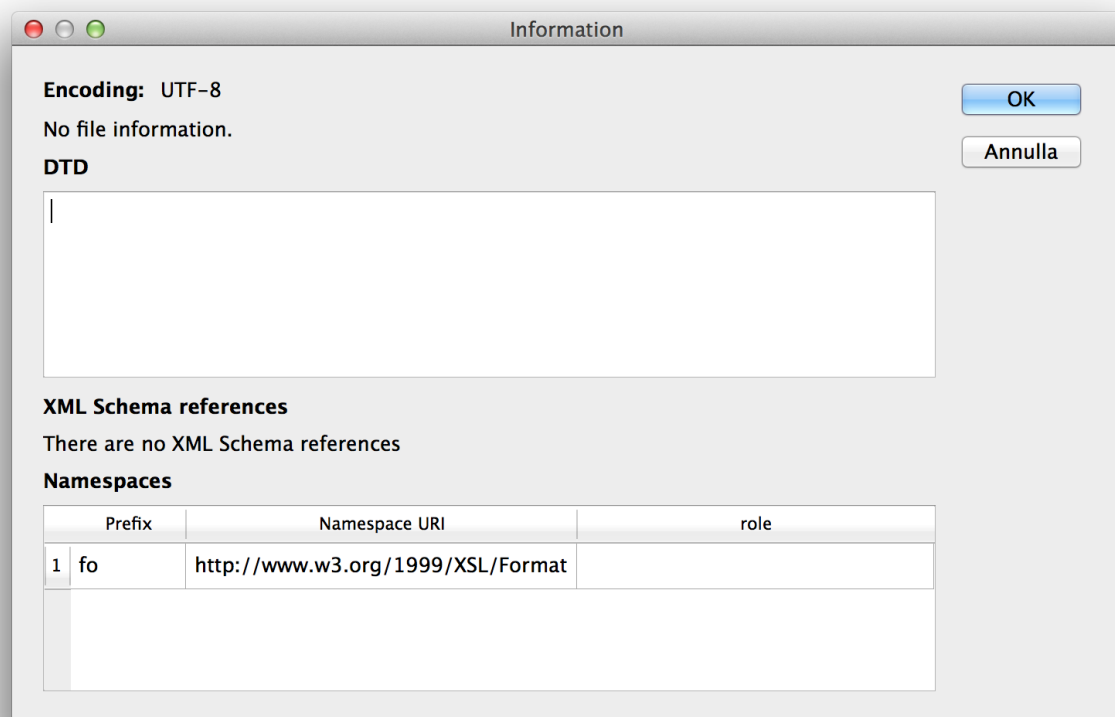 Information
Encoding: UTF-8
OK
No file information.
Annulla
DTD
XML Schema references
There are no XML Schema references
Namespaces
Prefix Namespace URI role
1 fo http://www.w3.org/1999/XSL/Format